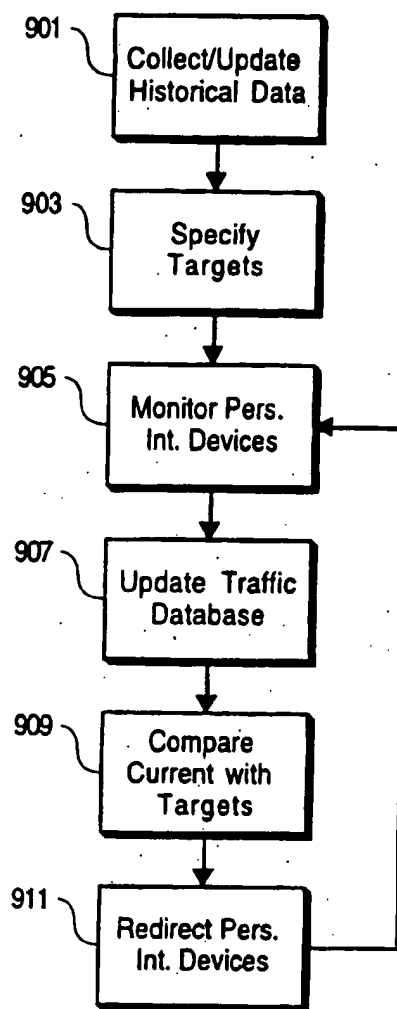 901
Collect/Update
Historical Data
903
Specify
Targets
905
Monitor Pers.
Int. Devices
907
Update Traffic
Database
909
Compare
Current with
Targets
911
Redirect Pers.
Int. Devices